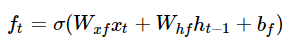 f_t = σ(W_{xf}x_t + W_{hf}h_{t−1} + b_f)